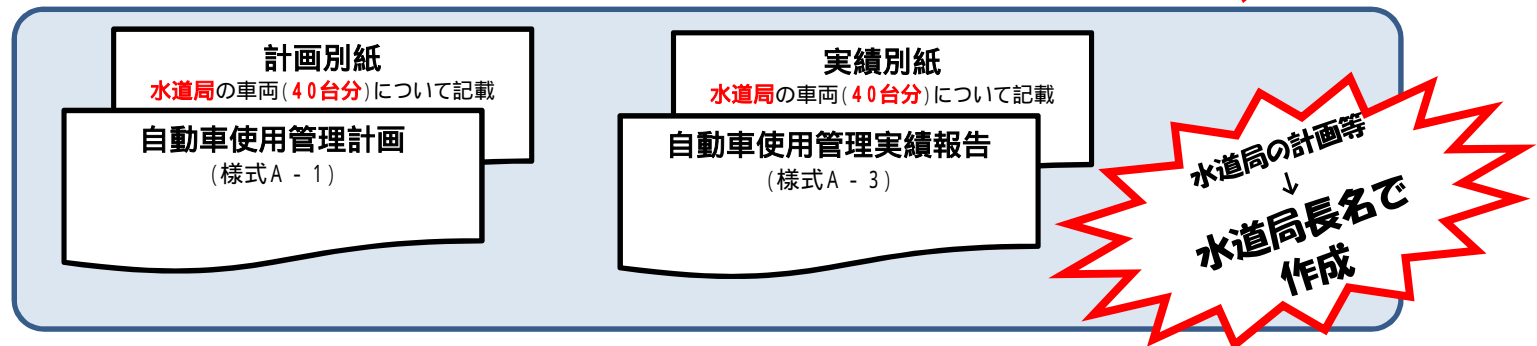 計画別紙
水道局の車両(40台分)について記載
自動車使用管理計画
(様式A-1)
実績別紙
水道局の車両(40台分)について記載
自動車使用管理実績報告
(様式A-3)
水道局の計画等
↓
水道局長名で
作成